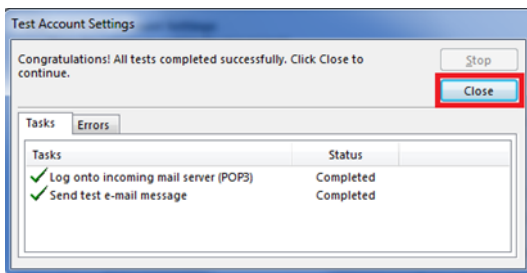 Test Account Settings
Congratulations! All tests completed successfully. Click Close to
continue.
Stop
Close
Tasks Errors
Tasks Status
Log onto incoming mail server (POP3) Completed
Send test e-mail message Completed